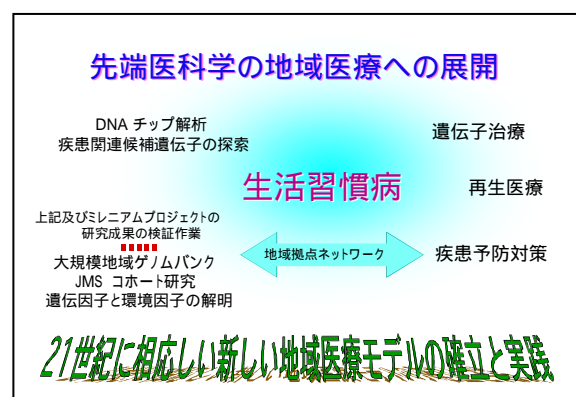 先端医科学の地域医療への展開
DNA チップ解析
疾患関連候補遺伝子の探索
遺伝子治療
生活習慣病
再生医療
上記及びミレニアムプロジェクトの
研究成果の検証作業
大規模地域ゲノムバンク
JMS コホート研究
遺伝因子と環境因子の解明
地域拠点ネットワーク
疾患予防対策
21世紀に相応しい新しい地域医療モデルの確立と実践